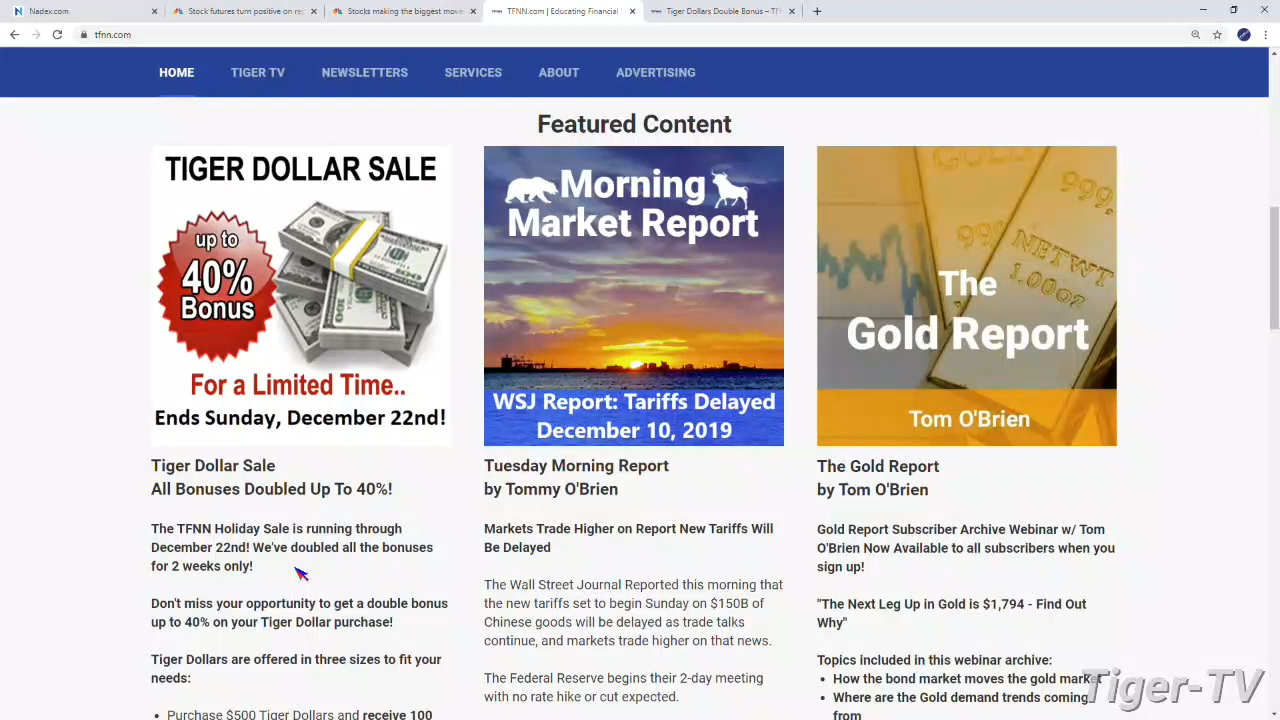 Nadex.com
Stock futures turn positive on rep
Stocks making the biggest move
TFNN.com | Educating Financial
Tiger Dollars Double Bonus – TF
tfnn.com
HOME TIGER TV NEWSLETTERS SERVICES ABOUT ADVERTISING
Featured Content
TIGER DOLLAR SALE
up to
40%
Bonus
For a Limited Time..
Ends Sunday, December 22nd!
Tiger Dollar Sale
All Bonuses Doubled Up To 40%!
The TFNN Holiday Sale is running through
December 22nd! We've doubled all the bonuses
for 2 weeks only!
Don't miss your opportunity to get a double bonus
up to 40% on your Tiger Dollar purchase!
Tiger Dollars are offered in three sizes to fit your
needs:
• Purchase $500 Tiger Dollars and receive 100
Morning
Market Report
WSJ Report: Tariffs Delayed
December 10, 2019
Tuesday Morning Report
by Tommy O'Brien
Markets Trade Higher on Report New Tariffs Will
Be Delayed
The Wall Street Journal Reported this morning that
the new tariffs set to begin Sunday on $150B of
Chinese goods will be delayed as trade talks
continue, and markets trade higher on that news.
The Federal Reserve begins their 2-day meeting
with no rate hike or cut expected.
GOLD
999,
999
NETWT
1.00oz
The
Gold Report
Tom O'Brien
The Gold Report
by Tom O'Brien
Gold Report Subscriber Archive Webinar w/ Tom
O'Brien Now Available to all subscribers when you
sign up!
"The Next Leg Up in Gold is $1,794 - Find Out
Why"
Topics included in this webinar archive:
• How the bond market moves the gold market
• Where are the Gold demand trends coming
from
Tiger-TV